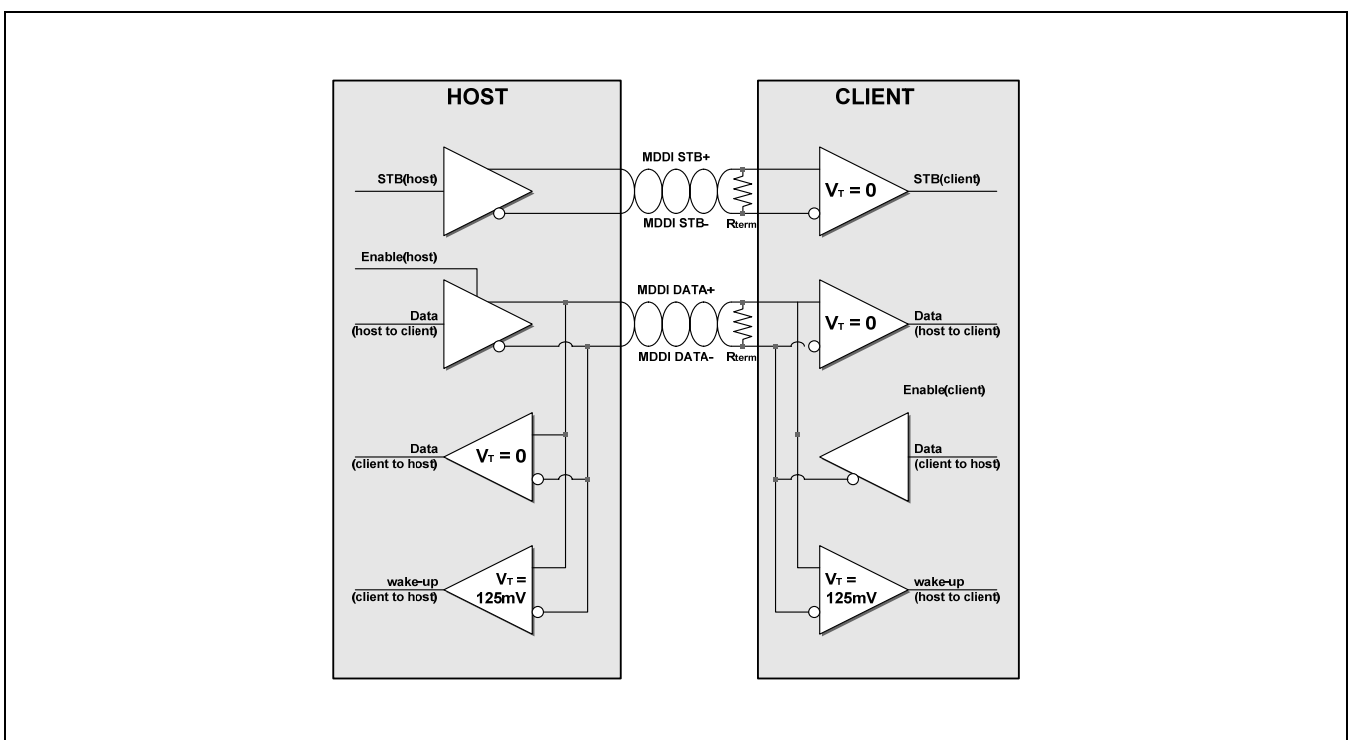 HOST
CLIENT
STB(host)
MDDI STB+
VT = 0
STB(client)
MDDI STB-
Rterm
Enable(host)
Data
(host to client)
MDDI DATA+
VT = 0
Data
(host to client)
MDDI DATA-
Rterm
Enable(client)
Data
(client to host)
VT = 0
Data
(client to host)
wake-up
(client to host)
VT =
125mV
VT =
125mV
wake-up
(host to client)